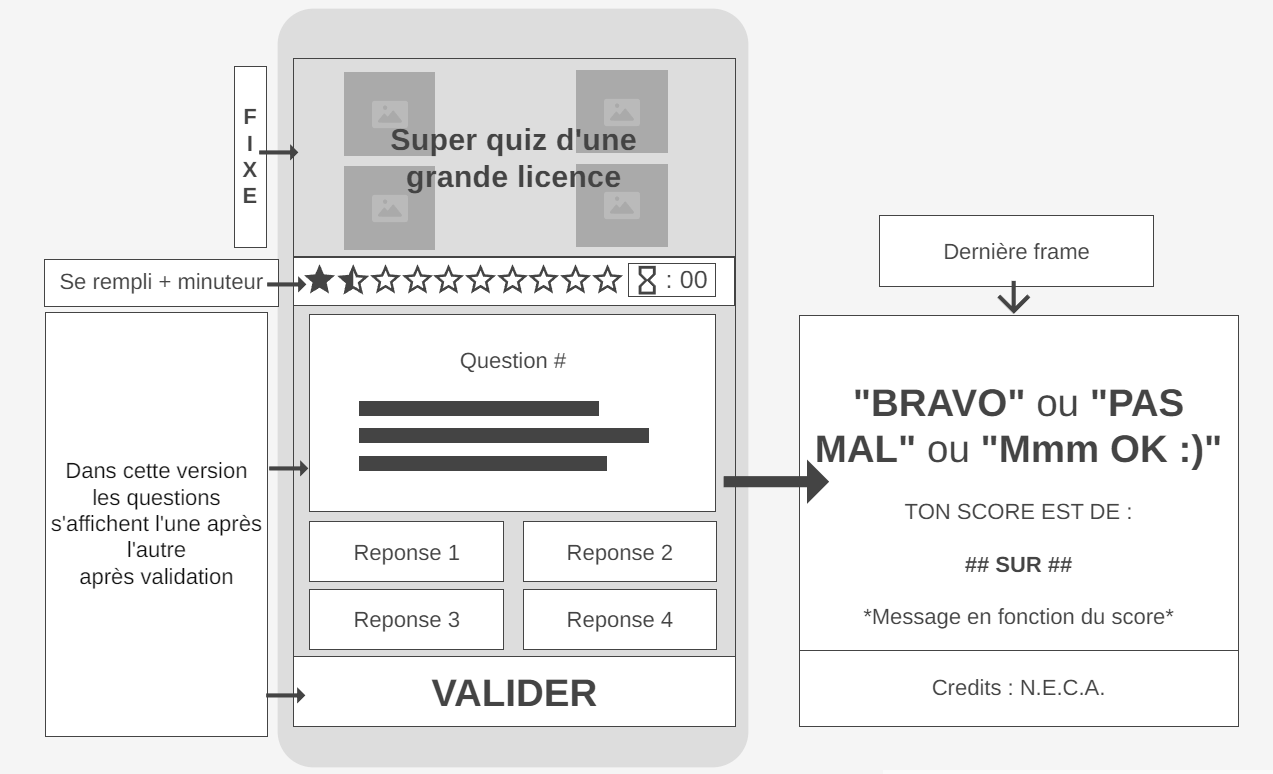 F
I
X
E
Super quiz d'une
grande licence
Se rempli + minuteur
: 00
Dans cette version
les questions
s'affichent l'une après
l'autre
après validation
Question #
Reponse 1
Reponse 2
Reponse 3
Reponse 4
VALIDER
Dernière frame
"BRAVO" ou "PAS
MAL" ou "Mmm OK :)"
TON SCORE EST DE :
## SUR ##
*Message en fonction du score*
Credits : N.E.C.A.